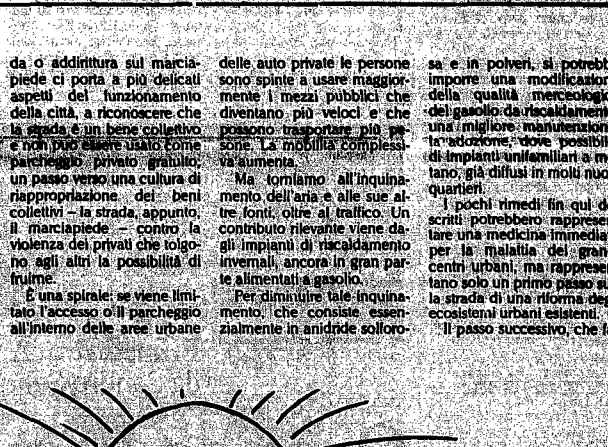 da o addirittura sul marcia-
piede ci porta a più delicati
aspetti del funzionamento
della città, a riconoscere che
la strada è un bene collettivo
e non può essere usato come
parcheggio privato gratuito,
un passo verso una cultura di
riappropriazione dei beni
collettivi – la strada, appunto,
il marciapiede – contro la
violenza dei privati che tolgo-
no agli altri la possibilità di
fruirne.
È una spirale: se viene limi-
tato l'accesso o il parcheggio
all'interno delle aree urbane
delle auto private le persone
sono spinte a usare maggior-
mente i mezzi pubblici che
diventano più veloci e che
possono trasportare più per-
sone. La mobilità complessi-
va aumenta.
Ma torniamo all'inquina-
mento dell'aria e alle sue al-
tre fonti, oltre al traffico. Un
contributo rilevante viene da-
gli impianti di riscaldamento
invernali, ancora in gran par-
te alimentati a gasolio.
Per diminuire tale inquina-
mento, che consiste essen-
zialmente in anidride solforo-
sa e in polveri, si potrebb
imporre una modificazion
della qualità merceologic
del gasolio da riscaldament
una migliore manutenzion
la adozione, dove possibil
di impianti unifamiliari a m
tano, già diffusi in molti nuo
quartieri.
I pochi rimedi fin qui de
scritti potrebbero rapprese
tare una medicina immedia
per la malattia dei gran
centri urbani, ma rapprese
tano solo un primo passo su
la strada di una riforma deg
ecosistemi urbani esistenti.
Il passo successivo, che fa